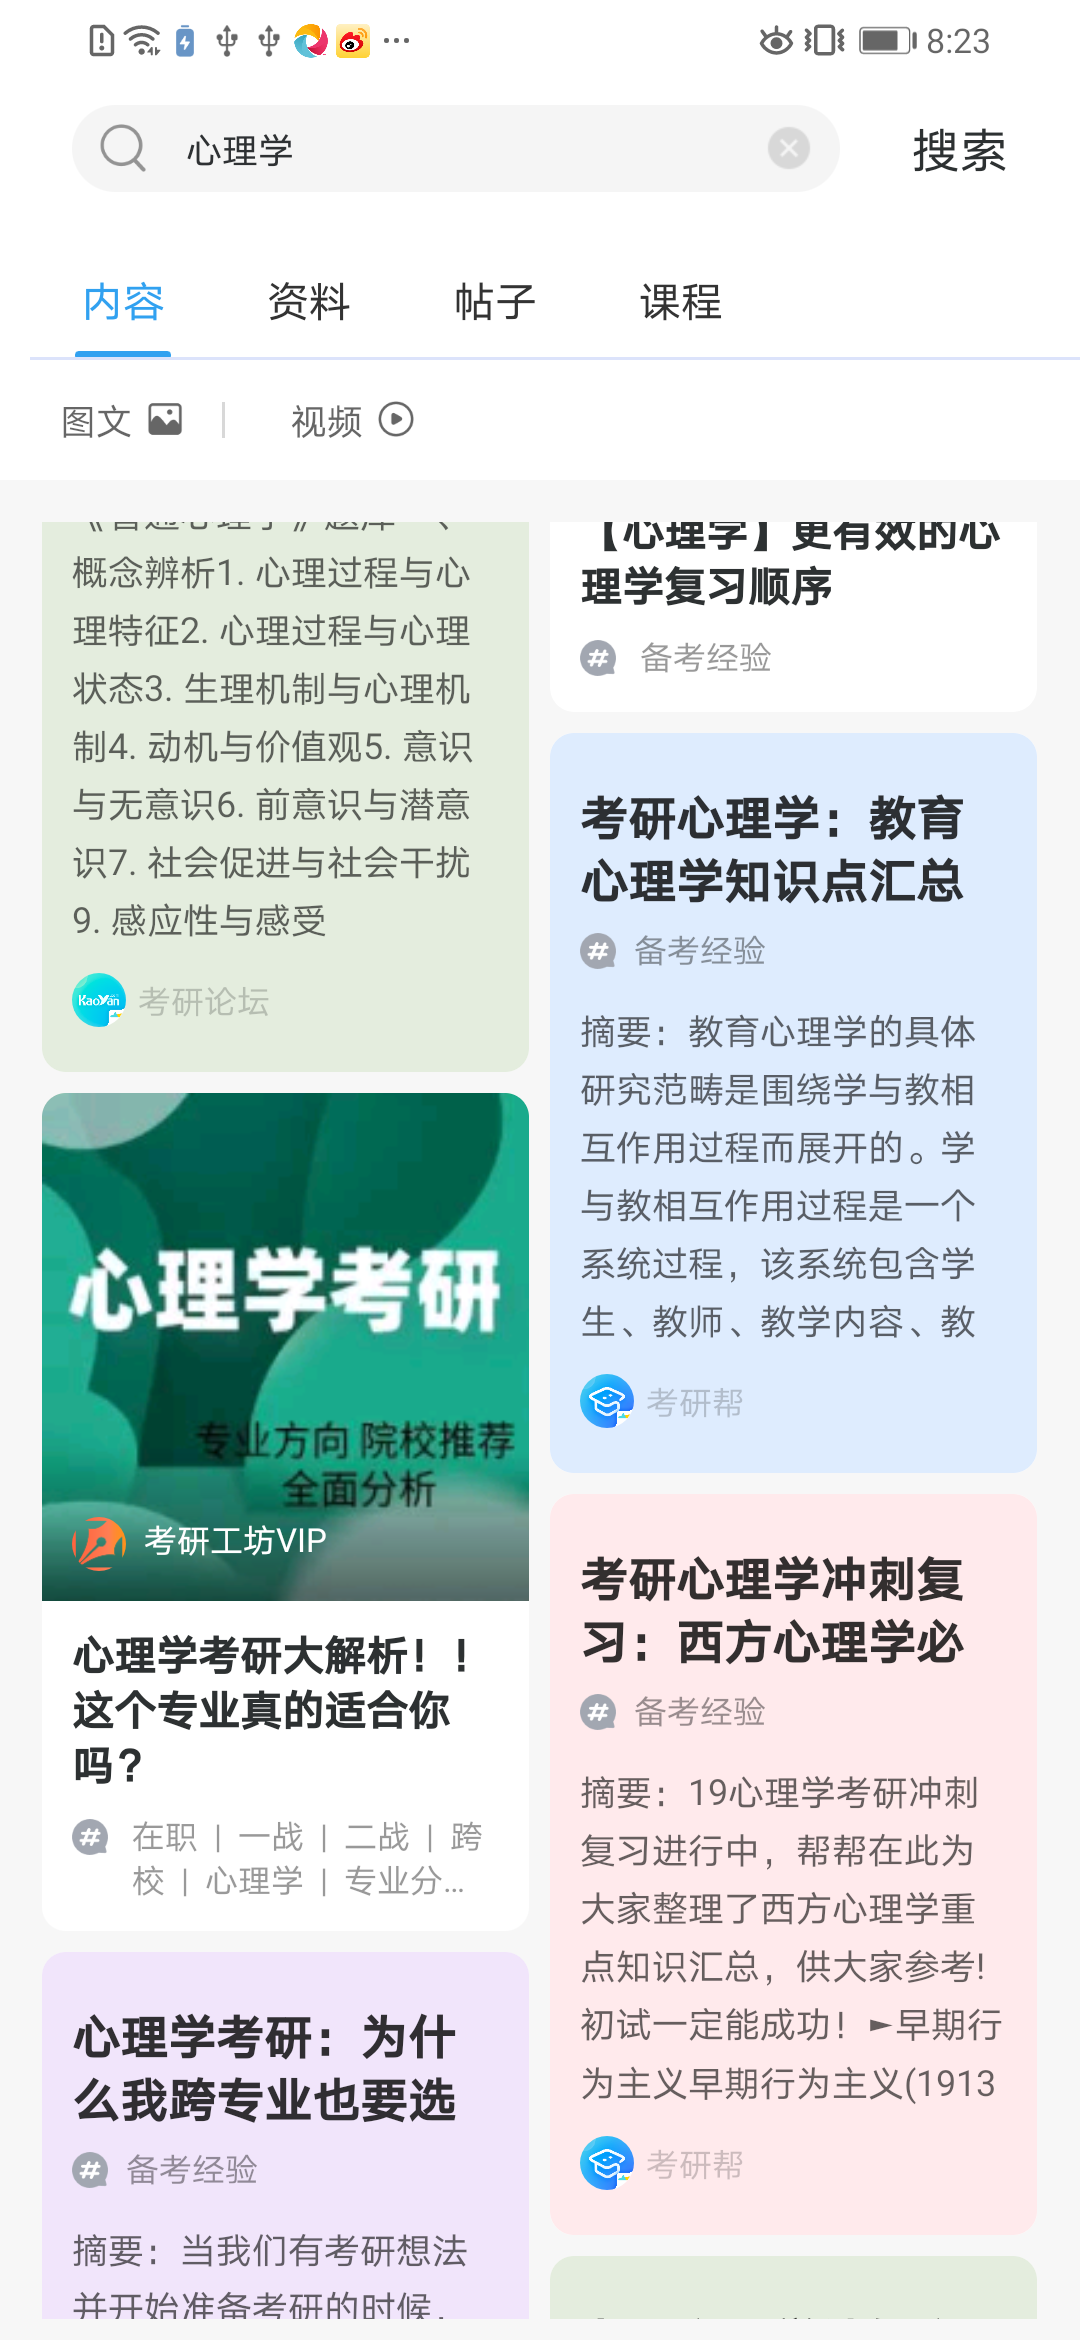 8:23
心理学
搜索
内容
资料
帖子
课程
图文
视频
《普通心理学》题库一、
概念辨析1. 心理过程与心
理特征2. 心理过程与心理
状态3. 生理机制与心理机
制4. 动机与价值观5. 意识
与无意识6. 前意识与潜意
识7. 社会促进与社会干扰
9. 感应性与感受
KaoYan
考研论坛
心理学考研
专业方向 院校推荐
全面分析
考研工坊VIP
心理学考研大解析！！
这个专业真的适合你
吗？
# 在职 | 一战 | 二战 | 跨
校 | 心理学 | 专业分...
心理学考研：为什
么我跨专业也要选
# 备考经验
摘要：当我们有考研想法
并开始准备考研的时候，
【心理学】更有效的心
理学复习顺序
# 备考经验
考研心理学：教育
心理学知识点汇总
# 备考经验
摘要：教育心理学的具体
研究范畴是围绕学与教相
互作用过程而展开的。学
与教相互作用过程是一个
系统过程，该系统包含学
生、教师、教学内容、教
考研帮
考研心理学冲刺复
习：西方心理学必
# 备考经验
摘要：19心理学考研冲刺
复习进行中，帮帮在此为
大家整理了西方心理学重
点知识汇总，供大家参考!
初试一定能成功！►早期行
为主义早期行为主义(1913
考研帮